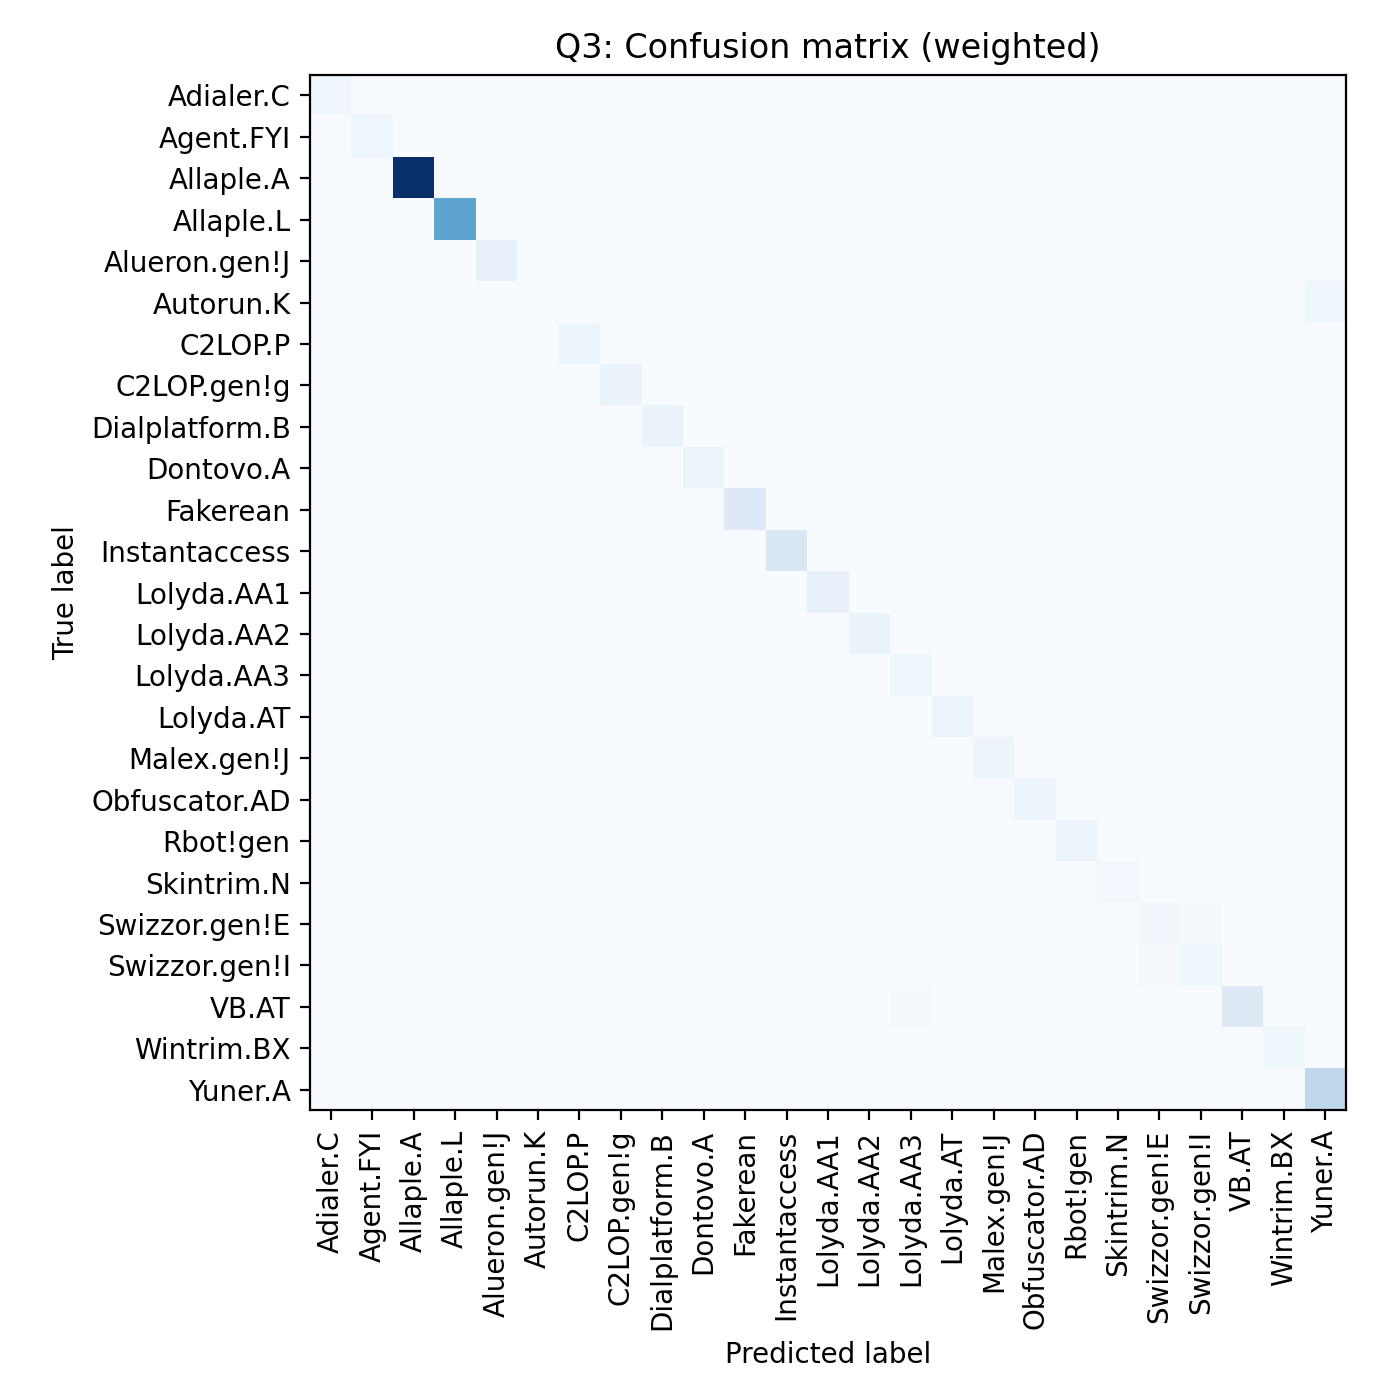 Q3: Confusion matrix (weighted)
True label
Adialer.C
Agent.FYI
Allaple.A
Allaple.L
Alueron.gen!J
Autorun.K
C2LOP.P
C2LOP.gen!g
Dialplatform.B
Dontovo.A
Fakerean
Instantaccess
Lolyda.AA1
Lolyda.AA2
Lolyda.AA3
Lolyda.AT
Malex.gen!J
Obfuscator.AD
Rbot!gen
Skintrim.N
Swizzor.gen!E
Swizzor.gen!I
VB.AT
Wintrim.BX
Yuner.A
Adialer.C
Agent.FYI
Allaple.A
Allaple.L
Alueron.gen!J
Autorun.K
C2LOP.P
C2LOP.gen!g
Dialplatform.B
Dontovo.A
Fakerean
Instantaccess
Lolyda.AA1
Lolyda.AA2
Lolyda.AA3
Lolyda.AT
Malex.gen!J
Obfuscator.AD
Rbot!gen
Skintrim.N
Swizzor.gen!E
Swizzor.gen!I
VB.AT
Wintrim.BX
Yuner.A
Predicted label